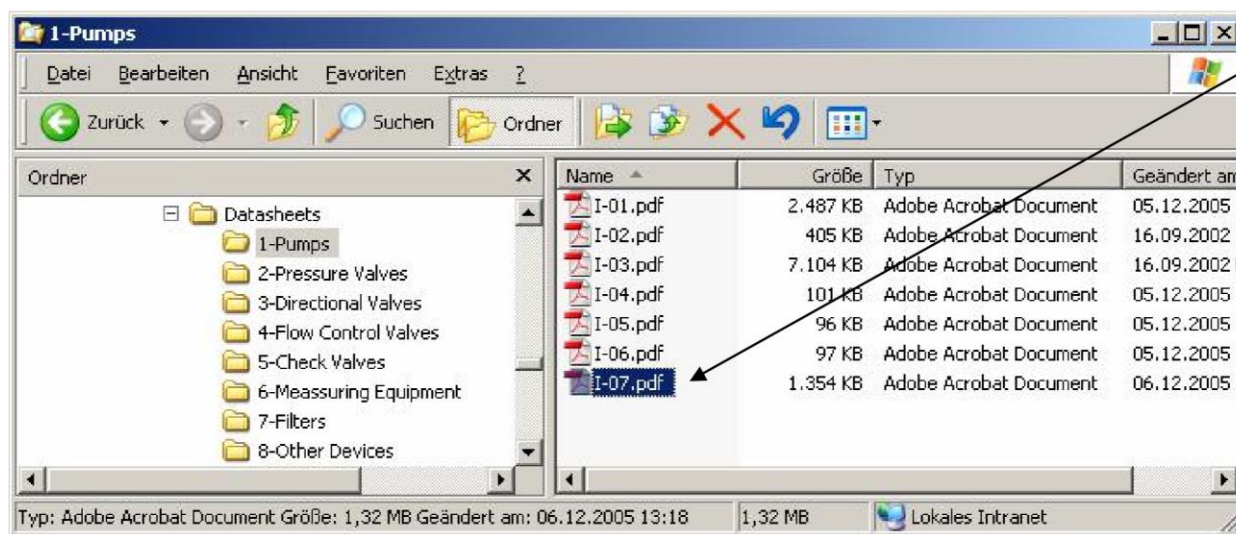 1-Pumps
Datei Bearbeiten Ansicht Favoriten Extras ?
Zurück Suchen Ordner
Ordner
Datasheets
1-Pumps
2-Pressure Valves
3-Directional Valves
4-Flow Control Valves
5-Check Valves
6-Meassuring Equipment
7-Filters
8-Other Devices
Name Größe Typ Geändert am
I-01.pdf 2.487 KB Adobe Acrobat Document 05.12.2005
I-02.pdf 405 KB Adobe Acrobat Document 16.09.2002
I-03.pdf 7.104 KB Adobe Acrobat Document 16.09.2002
I-04.pdf 101 KB Adobe Acrobat Document 05.12.2005
I-05.pdf 96 KB Adobe Acrobat Document 05.12.2005
I-06.pdf 97 KB Adobe Acrobat Document 05.12.2005
I-07.pdf 1.354 KB Adobe Acrobat Document 06.12.2005
Typ: Adobe Acrobat Document Größe: 1,32 MB Geändert am: 06.12.2005 13:18 1,32 MB Lokales Intranet